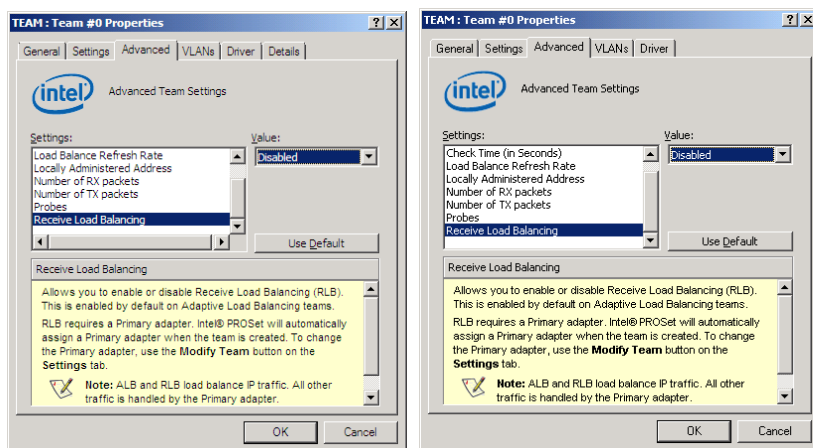 TEAM : Team #0 Properties
General Settings Advanced VLANs Driver Details
intel
Advanced Team Settings
Settings:
Value:
Load Balance Refresh Rate
Locally Administered Address
Number of RX packets
Number of TX packets
Probes
Receive Load Balancing
Disabled
Use Default
Receive Load Balancing
Allows you to enable or disable Receive Load Balancing (RLB).
This is enabled by default on Adaptive Load Balancing teams.
RLB requires a Primary adapter. Intel® PROSet will automatically
assign a Primary adapter when the team is created. To change
the Primary adapter, use the Modify Team button on the
Settings tab.
Note: ALB and RLB load balance IP traffic. All other
traffic is handled by the Primary adapter.
OK Cancel
TEAM : Team #0 Properties
General Settings Advanced VLANs Driver
intel
Advanced Team Settings
Settings:
Value:
Check Time (in Seconds)
Load Balance Refresh Rate
Locally Administered Address
Number of RX packets
Number of TX packets
Probes
Receive Load Balancing
Disabled
Use Default
Receive Load Balancing
Allows you to enable or disable Receive Load Balancing (RLB).
This is enabled by default on Adaptive Load Balancing teams.
RLB requires a Primary adapter. Intel® PROSet will automatically
assign a Primary adapter when the team is created. To change
the Primary adapter, use the Modify Team button on the
Settings tab.
Note: ALB and RLB load balance IP traffic. All other
traffic is handled by the Primary adapter.
OK Cancel